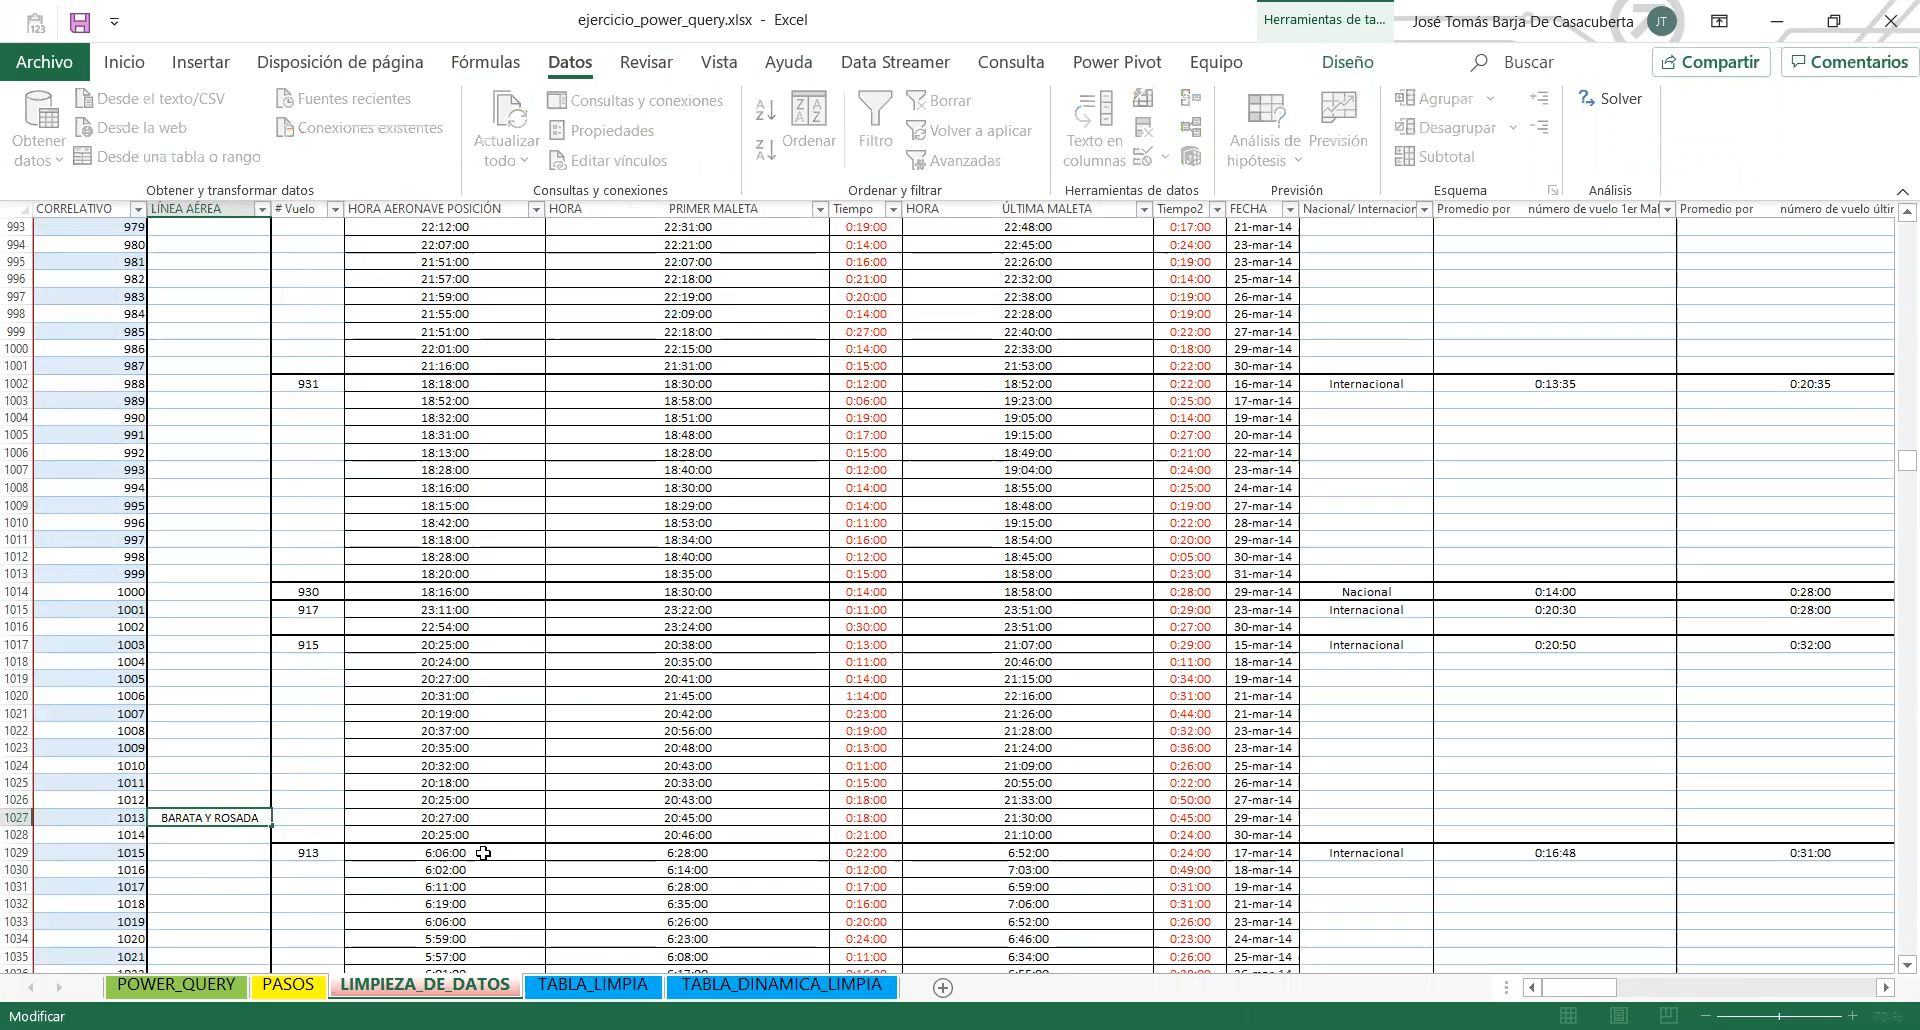 ejercicio_power_query.xlsx - Excel
Herramientas de ta...
José Tomás Barja De Casacuberta
JT
Archivo Inicio Insertar Disposición de página Fórmulas Datos Revisar Vista Ayuda Data Streamer Consulta Power Pivot Equipo Diseño Buscar Compartir Comentarios
Obtener datos
Desde el texto/CSV
Desde la web
Desde una tabla o rango
Fuentes recientes
Conexiones existentes
Obtener y transformar datos
Actualizar todo
Consultas y conexiones
Propiedades
Editar vínculos
Consultas y conexiones
Ordenar
Filtro
Borrar
Volver a aplicar
Avanzadas
Ordenar y filtrar
Texto en columnas
Herramientas de datos
Análisis de hipótesis
Previsión
Previsión
Agrupar
Desagrupar
Subtotal
Esquema
Solver
Análisis
CORRELATIVO LÍNEA AÉREA # Vuelo HORA AERONAVE POSICIÓN HORA PRIMER MALETA Tiempo HORA ÚLTIMA MALETA Tiempo2 FECHA Nacional/ Internacior Promedio por número de vuelo 1er Mal Promedio por número de vuelo últir
993 979 22:12:00 22:31:00 0:19:00 22:48:00 0:17:00 21-mar-14
994 980 22:07:00 22:21:00 0:14:00 22:45:00 0:24:00 23-mar-14
995 981 21:51:00 22:07:00 0:16:00 22:26:00 0:19:00 23-mar-14
996 982 21:57:00 22:18:00 0:21:00 22:32:00 0:14:00 25-mar-14
997 983 21:59:00 22:19:00 0:20:00 22:38:00 0:19:00 26-mar-14
998 984 21:55:00 22:09:00 0:14:00 22:28:00 0:19:00 26-mar-14
999 985 21:51:00 22:18:00 0:27:00 22:40:00 0:22:00 27-mar-14
1000 986 22:01:00 22:15:00 0:14:00 22:33:00 0:18:00 29-mar-14
1001 987 21:16:00 21:31:00 0:15:00 21:53:00 0:22:00 30-mar-14
1002 988 931 18:18:00 18:30:00 0:12:00 18:52:00 0:22:00 16-mar-14 Internacional 0:13:35 0:20:35
1003 989 18:52:00 18:58:00 0:06:00 19:23:00 0:25:00 17-mar-14
1004 990 18:32:00 18:51:00 0:19:00 19:05:00 0:14:00 19-mar-14
1005 991 18:31:00 18:48:00 0:17:00 19:15:00 0:27:00 20-mar-14
1006 992 18:13:00 18:28:00 0:15:00 18:49:00 0:21:00 22-mar-14
1007 993 18:28:00 18:40:00 0:12:00 19:04:00 0:24:00 23-mar-14
1008 994 18:16:00 18:30:00 0:14:00 18:55:00 0:25:00 24-mar-14
1009 995 18:15:00 18:29:00 0:14:00 18:48:00 0:19:00 27-mar-14
1010 996 18:42:00 18:53:00 0:11:00 19:15:00 0:22:00 28-mar-14
1011 997 18:18:00 18:34:00 0:16:00 18:54:00 0:20:00 29-mar-14
1012 998 18:28:00 18:40:00 0:12:00 18:45:00 0:05:00 30-mar-14
1013 999 18:20:00 18:35:00 0:15:00 18:58:00 0:23:00 31-mar-14
1014 1000 930 18:16:00 18:30:00 0:14:00 18:58:00 0:28:00 29-mar-14 Nacional 0:14:00 0:28:00
1015 1001 917 23:11:00 23:22:00 0:11:00 23:51:00 0:29:00 23-mar-14 Internacional 0:20:30 0:28:00
1016 1002 22:54:00 23:24:00 0:30:00 23:51:00 0:27:00 30-mar-14
1017 1003 915 20:25:00 20:38:00 0:13:00 21:07:00 0:29:00 15-mar-14 Internacional 0:20:50 0:32:00
1018 1004 20:24:00 20:35:00 0:11:00 20:46:00 0:11:00 18-mar-14
1019 1005 20:27:00 20:41:00 0:14:00 21:15:00 0:34:00 19-mar-14
1020 1006 20:31:00 21:45:00 1:14:00 22:16:00 0:31:00 21-mar-14
1021 1007 20:19:00 20:42:00 0:23:00 21:26:00 0:44:00 21-mar-14
1022 1008 20:37:00 20:56:00 0:19:00 21:28:00 0:32:00 23-mar-14
1023 1009 20:35:00 20:48:00 0:13:00 21:24:00 0:36:00 23-mar-14
1024 1010 20:32:00 20:43:00 0:11:00 21:09:00 0:26:00 25-mar-14
1025 1011 20:18:00 20:33:00 0:15:00 20:55:00 0:22:00 26-mar-14
1026 1012 20:25:00 20:43:00 0:18:00 21:33:00 0:50:00 27-mar-14
1027 1013 BARATA Y ROSADA 20:27:00 20:45:00 0:18:00 21:30:00 0:45:00 29-mar-14
1028 1014 20:25:00 20:46:00 0:21:00 21:10:00 0:24:00 30-mar-14
1029 1015 913 6:06:00 6:28:00 0:22:00 6:52:00 0:24:00 17-mar-14 Internacional 0:16:48 0:31:00
1030 1016 6:02:00 6:14:00 0:12:00 7:03:00 0:49:00 18-mar-14
1031 1017 6:11:00 6:28:00 0:17:00 6:59:00 0:31:00 19-mar-14
1032 1018 6:19:00 6:35:00 0:16:00 7:06:00 0:31:00 21-mar-14
1033 1019 6:06:00 6:26:00 0:20:00 6:52:00 0:26:00 23-mar-14
1034 1020 5:59:00 6:23:00 0:24:00 6:46:00 0:23:00 24-mar-14
1035 1021 5:57:00 6:08:00 0:11:00 6:34:00 0:26:00 25-mar-14
POWER_QUERY PASOS LIMPIEZA_DE_DATOS TABLA_LIMPIA TABLA_DINAMICA_LIMPIA
Modificar